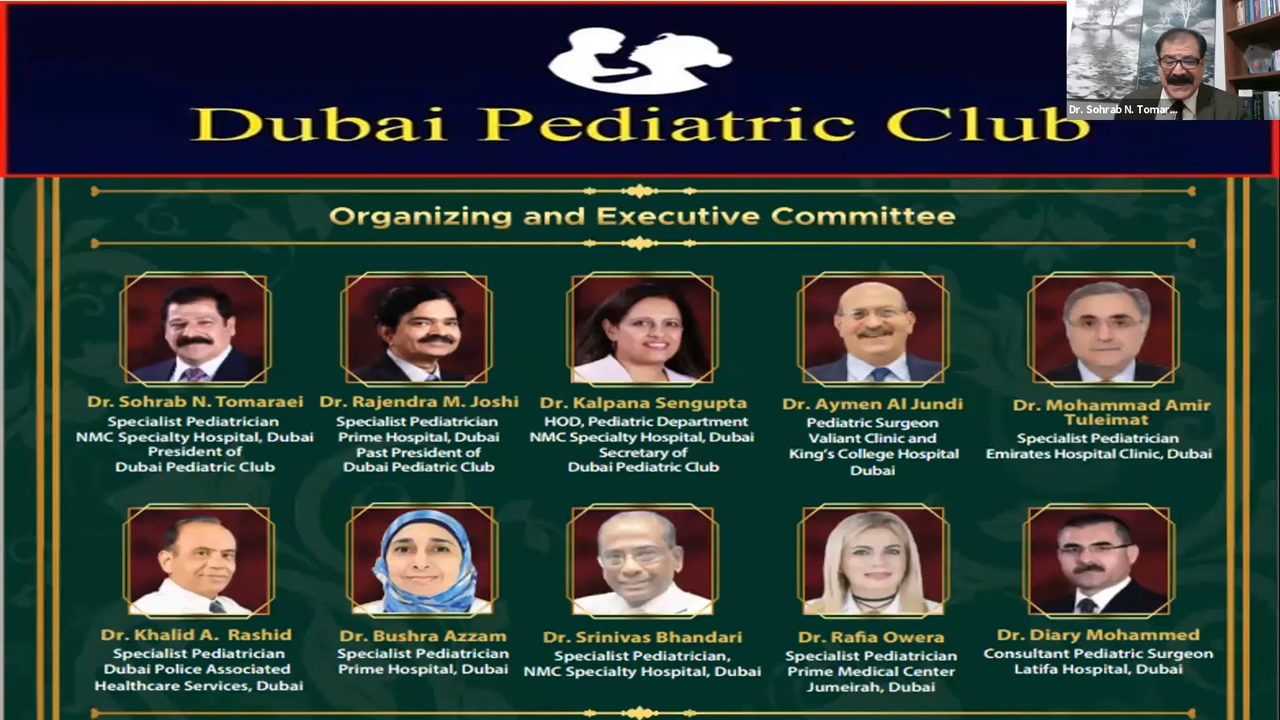 Dubai Pediatric Club
Dr. Sohrab N. Tomar...
Organizing and Executive Committee
Dr. Sohrab N. Tomaraei
Specialist Pediatrician
NMC Specialty Hospital, Dubai
President of
Dubai Pediatric Club
Dr. Rajendra M. Joshi
Specialist Pediatrician
Prime Hospital, Dubai
Past President of
Dubai Pediatric Club
Dr. Kalpana Sengupta
HOD, Pediatric Department
NMC Specialty Hospital, Dubai
Secretary of
Dubai Pediatric Club
Dr. Aymen Al Jundi
Pediatric Surgeon
Valiant Clinic and
King's College Hospital
Dubai
Dr. Mohammad Amir
Tuleimat
Specialist Pediatrician
Emirates Hospital Clinic, Dubai
Dr. Khalid A. Rashid
Specialist Pediatrician
Dubai Police Associated
Healthcare Services, Dubai
Dr. Bushra Azzam
Specialist Pediatrician
Prime Hospital, Dubai
Dr. Srinivas Bhandari
Specialist Pediatrician,
NMC Specialty Hospital, Dubai
Dr. Rafia Owera
Specialist Pediatrician
Prime Medical Center
Jumeirah, Dubai
Dr. Diary Mohammed
Consultant Pediatric Surgeon
Latifa Hospital, Dubai